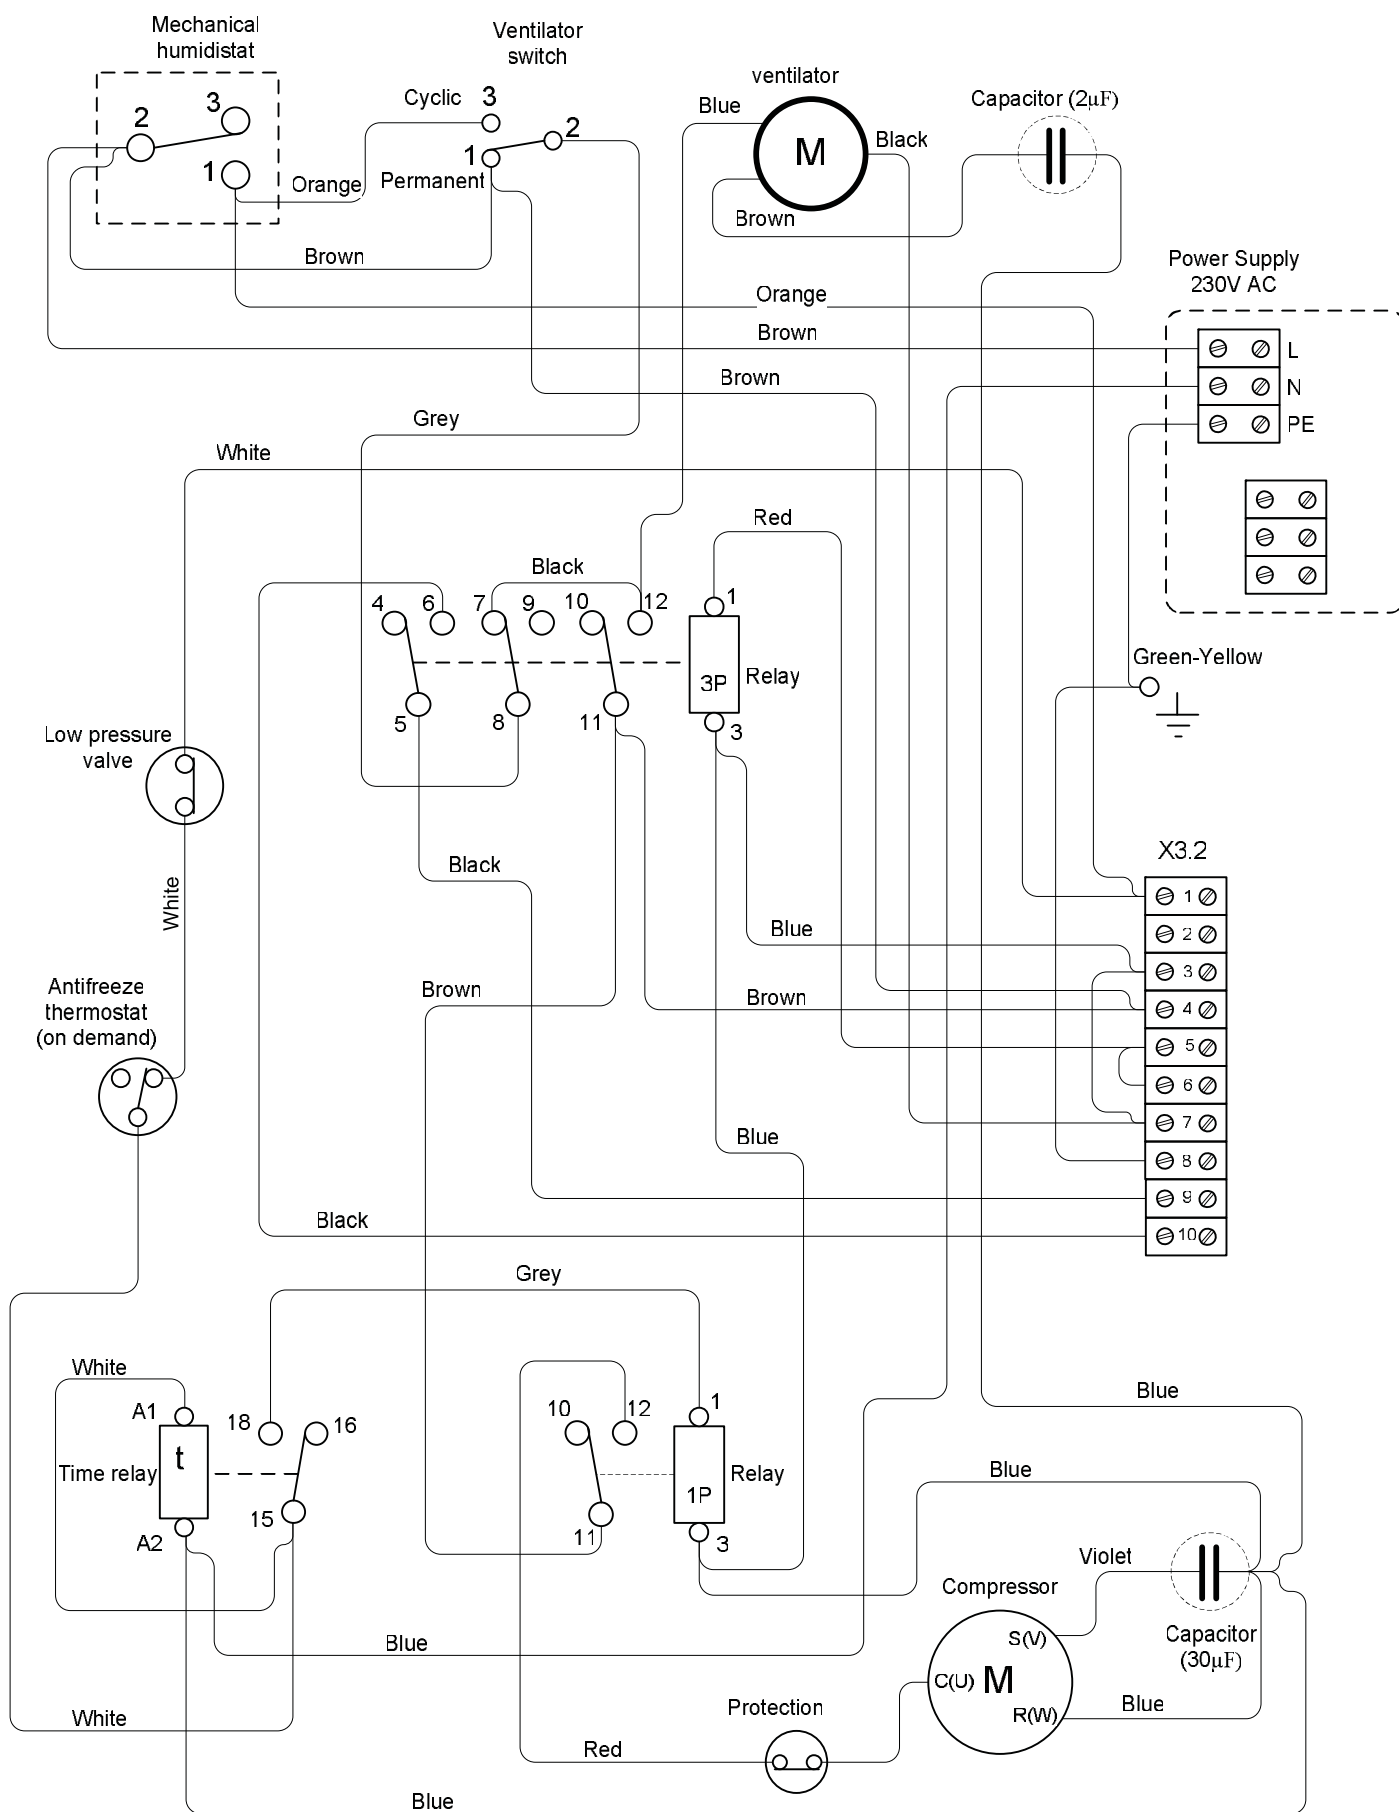 Mechanical
humidistat
Ventilator
switch
ventilator
Capacitor (2µF)
Cyclic
3
2
3
2
1
1
Permanent
Blue
M
Black
Orange
Brown
Brown
Power Supply
230V AC
Orange
Brown
L
Brown
N
Grey
PE
White
Red
Black
4
6
7
9
10
12
1
3P
Relay
5
8
11
3
Green-Yellow
Low pressure
valve
X3.2
Black
White
1
2
Blue
3
Antifreeze
thermostat
(on demand)
Brown
Brown
4
5
6
7
Blue
8
9
Black
10
Grey
White
Blue
A1
18
16
10
12
1
t
Time relay
Relay
Blue
1P
15
A2
11
3
Violet
Compressor
Blue
S(V)
Capacitor
(30µF)
C(U)
M
R(W)
Blue
White
Protection
Red
Blue